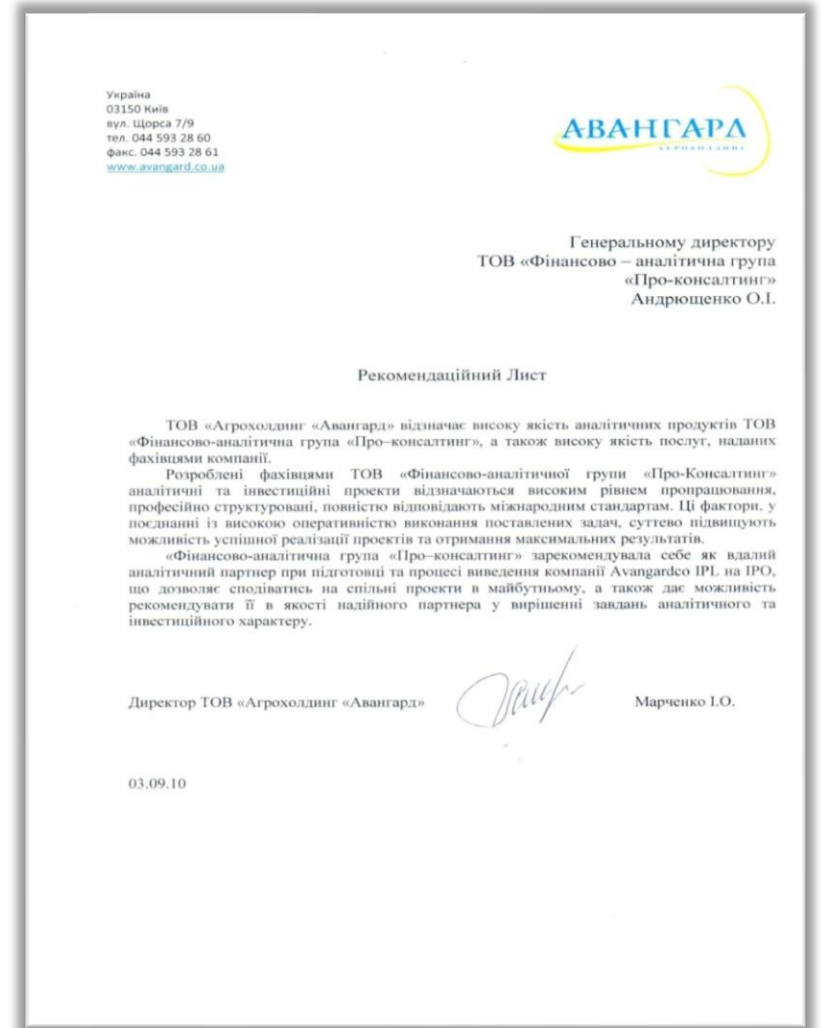 Україна
03150 Київ
вул. Щорса 7/9
тел. 044 593 28 60
факс. 044 593 28 61
www.avangard.co.ua
АВАНГАРД
АГРОХОЛДИНГ
Генеральному директору
ТОВ «Фінансово – аналітична група
«Про-консалтинг»
Андрющенко О.І.
Рекомендаційний Лист
ТОВ «Агрохолдинг «Авангард» відзначає високу якість аналітичних продуктів ТОВ
«Фінансово-аналітична група «Про–консалтинг», а також високу якість послуг, наданих
фахівцями компанії.
Розроблені фахівцями ТОВ «Фінансово-аналітичної групи «Про-Консалтинг»
аналітичні та інвестиційні проекти відзначаються високим рівнем пропрацювання,
професійно структуровані, повністю відповідають міжнародним стандартам. Ці фактори, у
поєднанні із високою оперативністю виконання поставлених задач, суттєво підвищують
можливість успішної реалізації проектів та отримання максимальних результатів.
«Фінансово-аналітична група «Про–консалтинг» зарекомендувала себе як вдалий
аналітичний партнер при підготовці та процесі виведення компанії Avangardco IPL на IPO,
що дозволяє сподіватись на спільні проекти в майбутньому, а також дає можливість
рекомендувати її в якості надійного партнера у вирішенні завдань аналітичного та
інвестиційного характеру.
Директор ТОВ «Агрохолдинг «Авангард»
Марченко І.О.
03.09.10